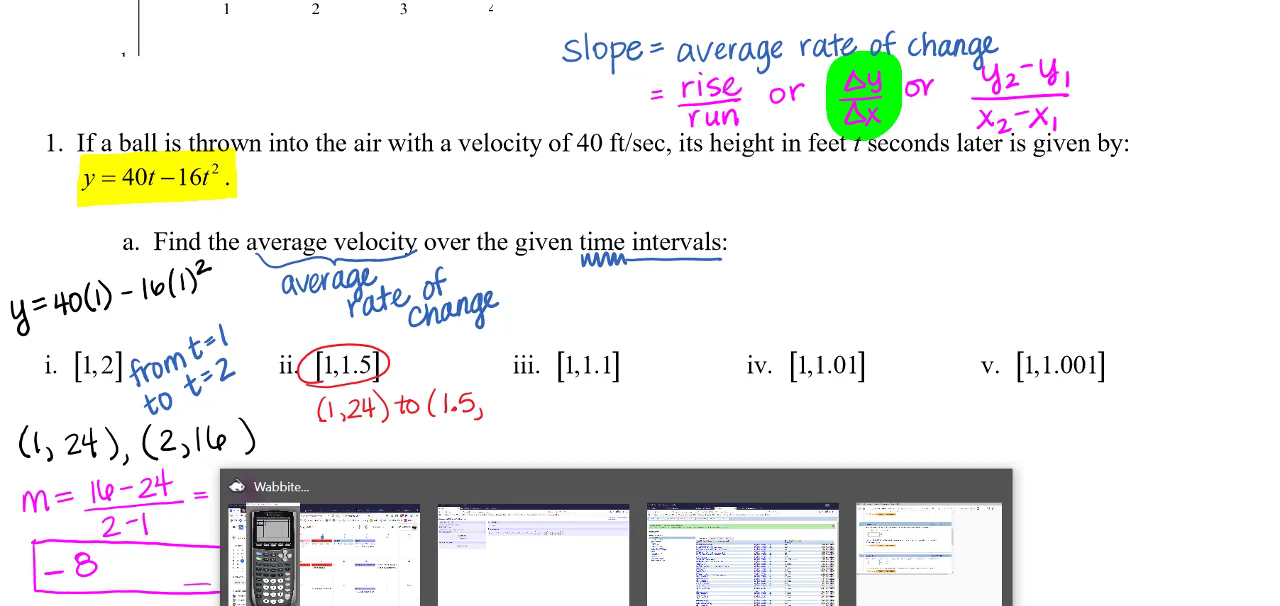 1 2 3 4
1
slope = average rate of change
= rise/run or Δy/Δx or y₂-y₁/x₂-x₁
1. If a ball is thrown into the air with a velocity of 40 ft/sec, its height in feet t seconds later is given by:
y = 40t − 16t².
a. Find the average velocity over the given time intervals:
average rate of change
y = 40(1) - 16(1)²
i. [1,2] from t=1 to t=2
ii. [1,1.5]
iii. [1,1.1]
iv. [1,1.01]
v. [1,1.001]
(1,24) to (1.5,
(1, 24), (2,16)
m = 16-24/2-1 =
-8
Wabbite...